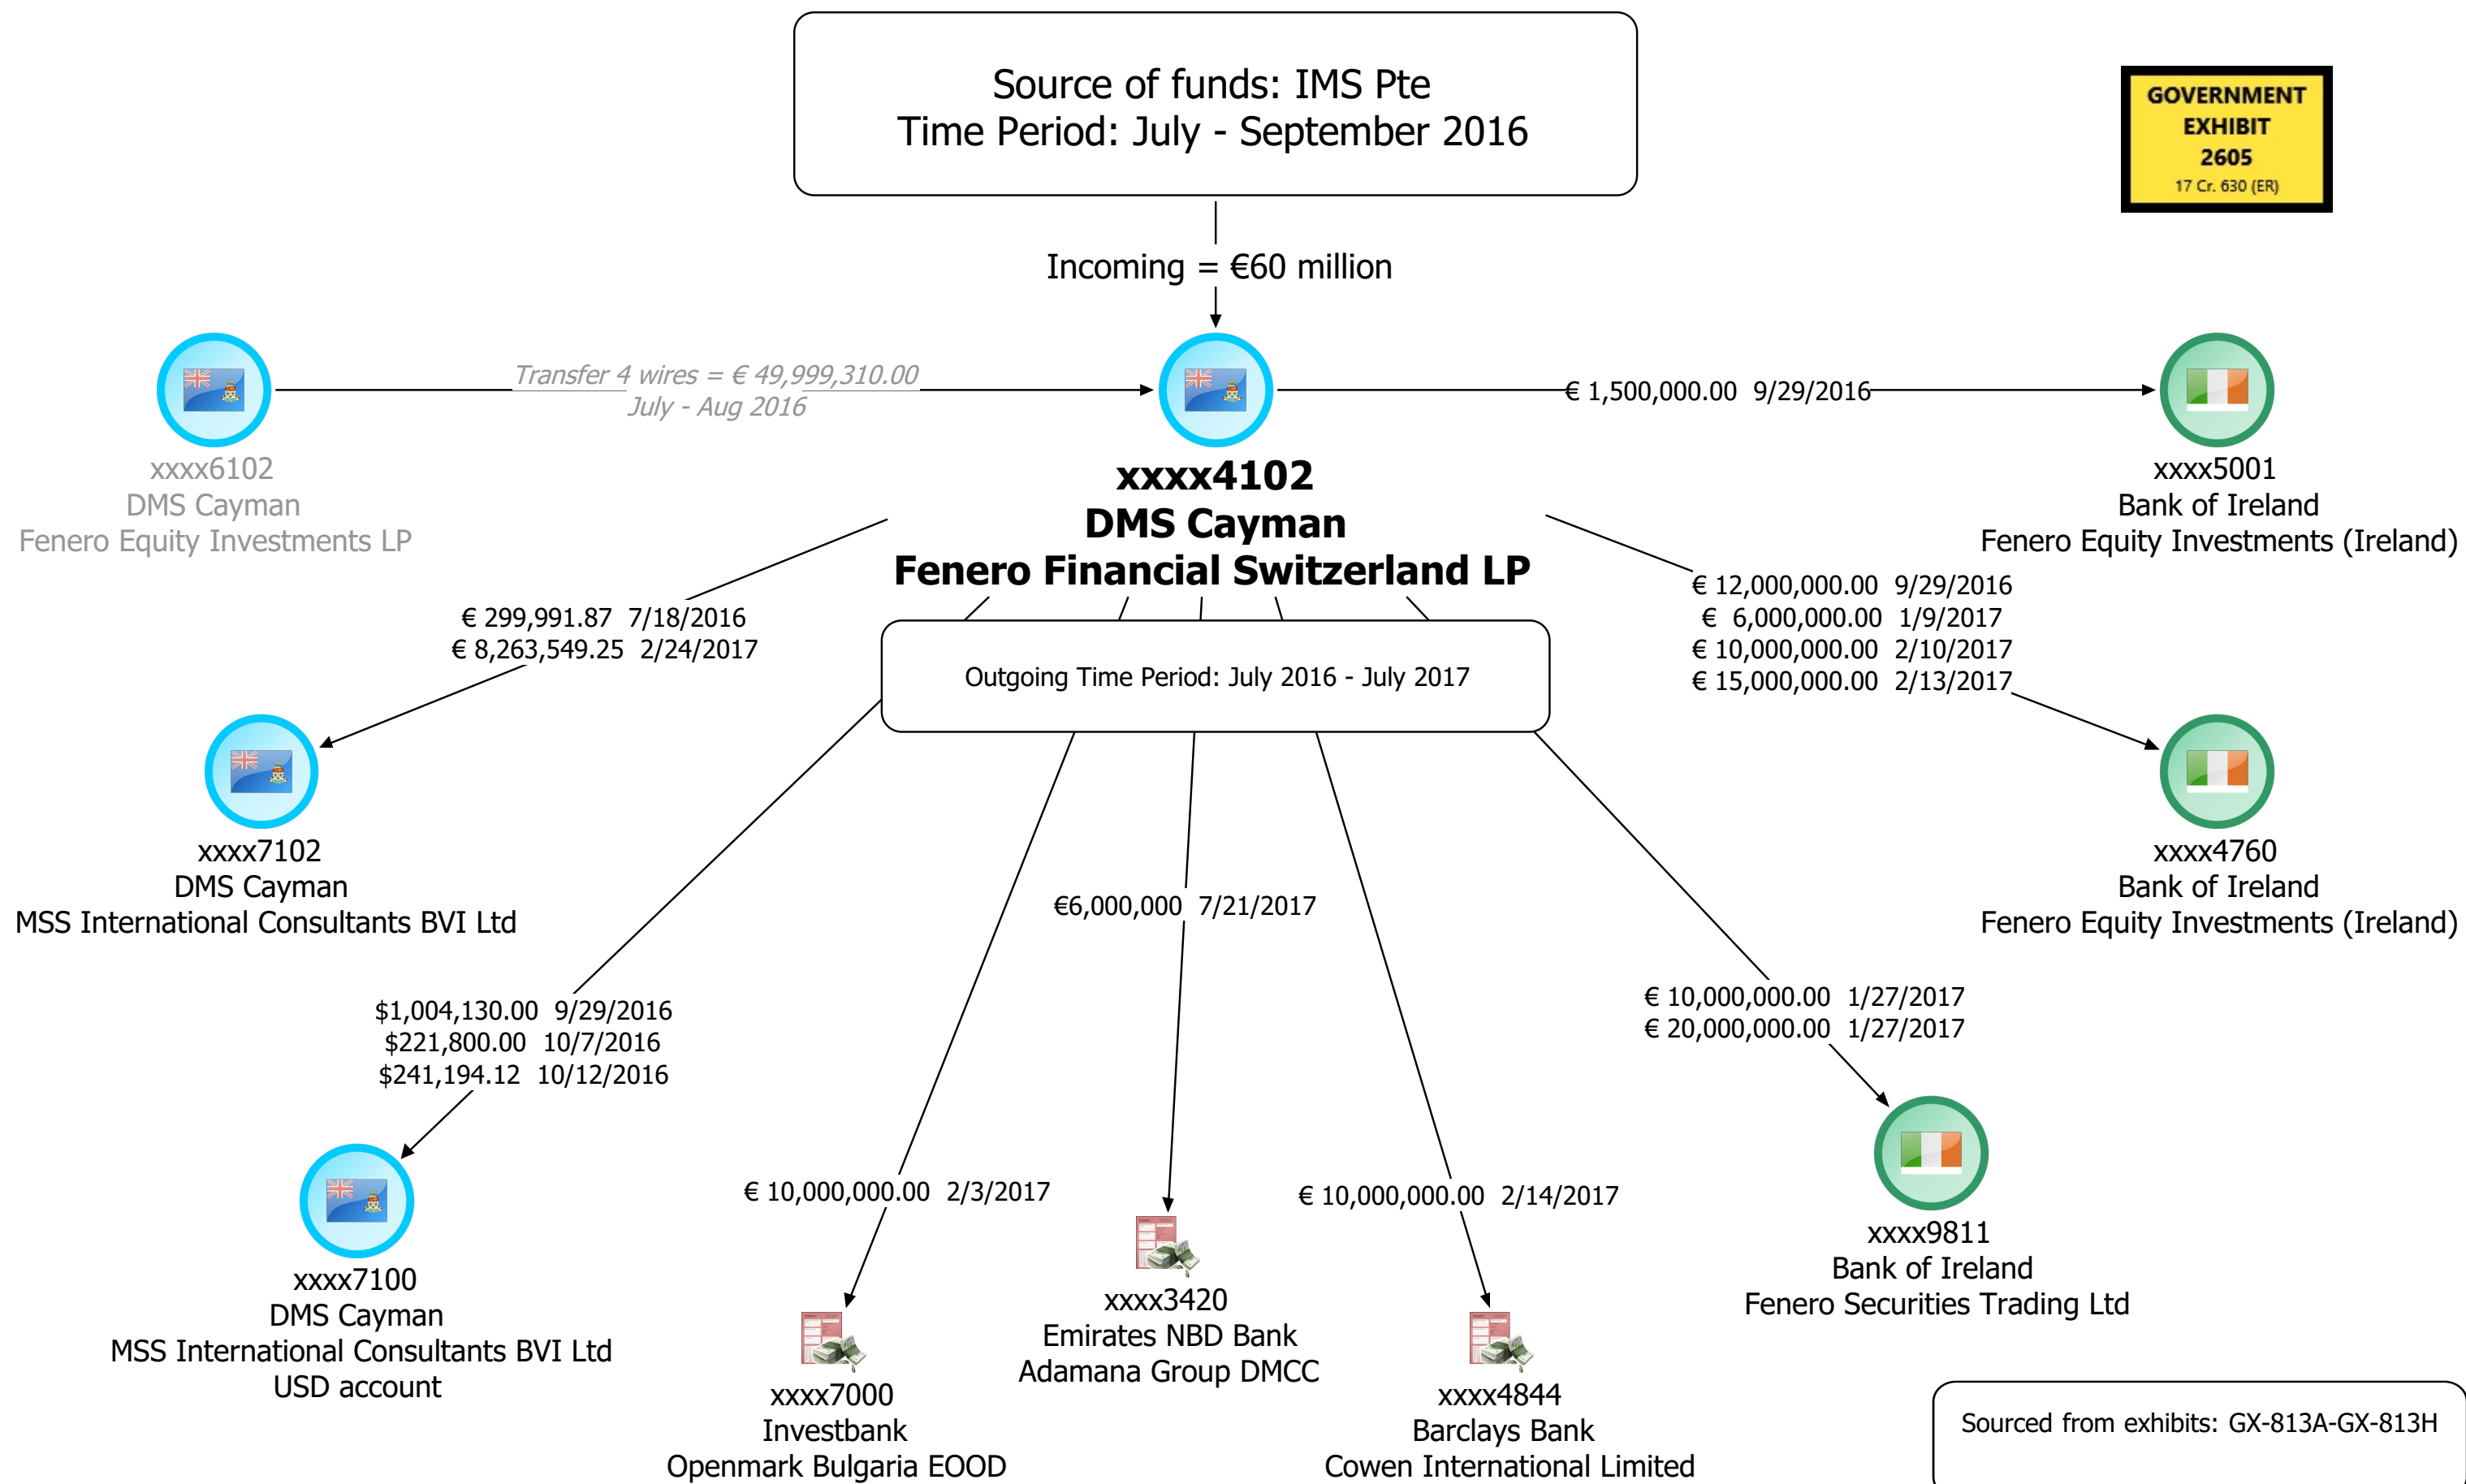 Source of funds: IMS Pte
Time Period: July - September 2016
GOVERNMENT
EXHIBIT
2605
17 Cr. 630 (ER)
Incoming = €60 million
Transfer 4 wires = € 49,999,310.00
July - Aug 2016
€ 1,500,000.00 9/29/2016
xxxx6102
DMS Cayman
Fenero Equity Investments LP
xxxx4102
DMS Cayman
Fenero Financial Switzerland LP
xxxx5001
Bank of Ireland
Fenero Equity Investments (Ireland)
€ 299,991.87 7/18/2016
€ 8,263,549.25 2/24/2017
Outgoing Time Period: July 2016 - July 2017
€ 12,000,000.00 9/29/2016
€ 6,000,000.00 1/9/2017
€ 10,000,000.00 2/10/2017
€ 15,000,000.00 2/13/2017
xxxx7102
DMS Cayman
MSS International Consultants BVI Ltd
€6,000,000 7/21/2017
xxxx4760
Bank of Ireland
Fenero Equity Investments (Ireland)
$1,004,130.00 9/29/2016
$221,800.00 10/7/2016
$241,194.12 10/12/2016
€ 10,000,000.00 1/27/2017
€ 20,000,000.00 1/27/2017
€ 10,000,000.00 2/3/2017
€ 10,000,000.00 2/14/2017
xxxx7100
DMS Cayman
MSS International Consultants BVI Ltd
USD account
xxxx7000
Investbank
Openmark Bulgaria EOOD
xxxx3420
Emirates NBD Bank
Adamana Group DMCC
xxxx4844
Barclays Bank
Cowen International Limited
xxxx9811
Bank of Ireland
Fenero Securities Trading Ltd
Sourced from exhibits: GX-813A-GX-813H